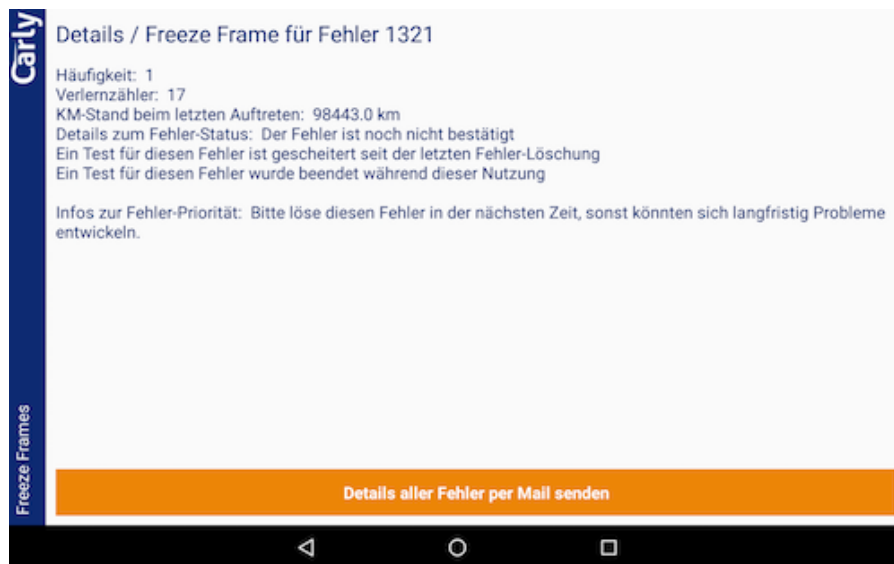 Carly
Details / Freeze Frame für Fehler 1321
Häufigkeit: 1
Verlernzähler: 17
KM-Stand beim letzten Auftreten: 98443.0 km
Details zum Fehler-Status: Der Fehler ist noch nicht bestätigt
Ein Test für diesen Fehler ist gescheitert seit der letzten Fehler-Löschung
Ein Test für diesen Fehler wurde beendet während dieser Nutzung
Infos zur Fehler-Priorität: Bitte löse diesen Fehler in der nächsten Zeit, sonst könnten sich langfristig Probleme
entwickeln.
Freeze Frames
Details aller Fehler per Mail senden